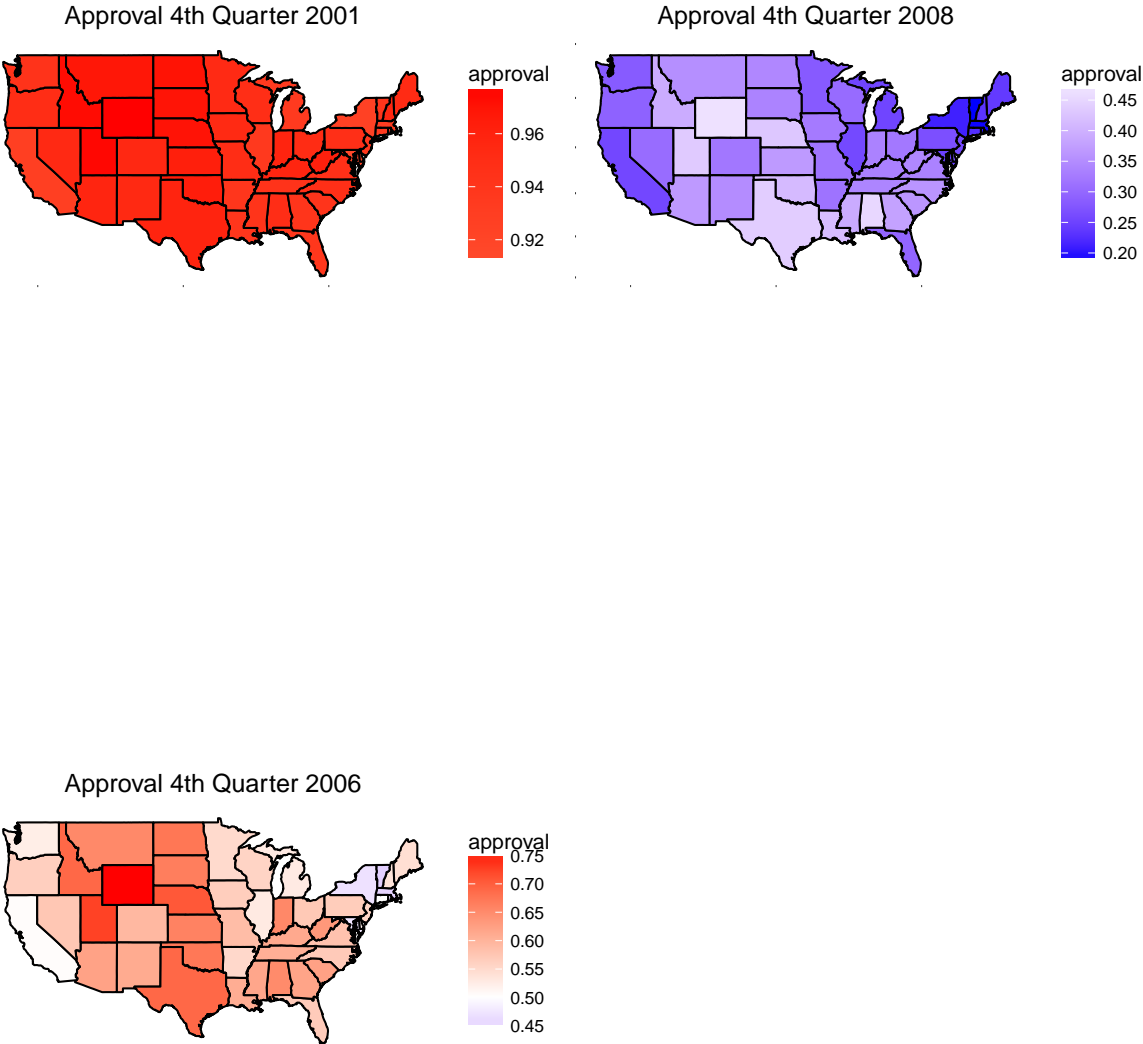 Approval 4th Quarter 2001
approval
0.96
0.94
0.92
Approval 4th Quarter 2008
approval
0.45
0.40
0.35
0.30
0.25
0.20
Approval 4th Quarter 2006
approval
0.75
0.70
0.65
0.60
0.55
0.50
0.45